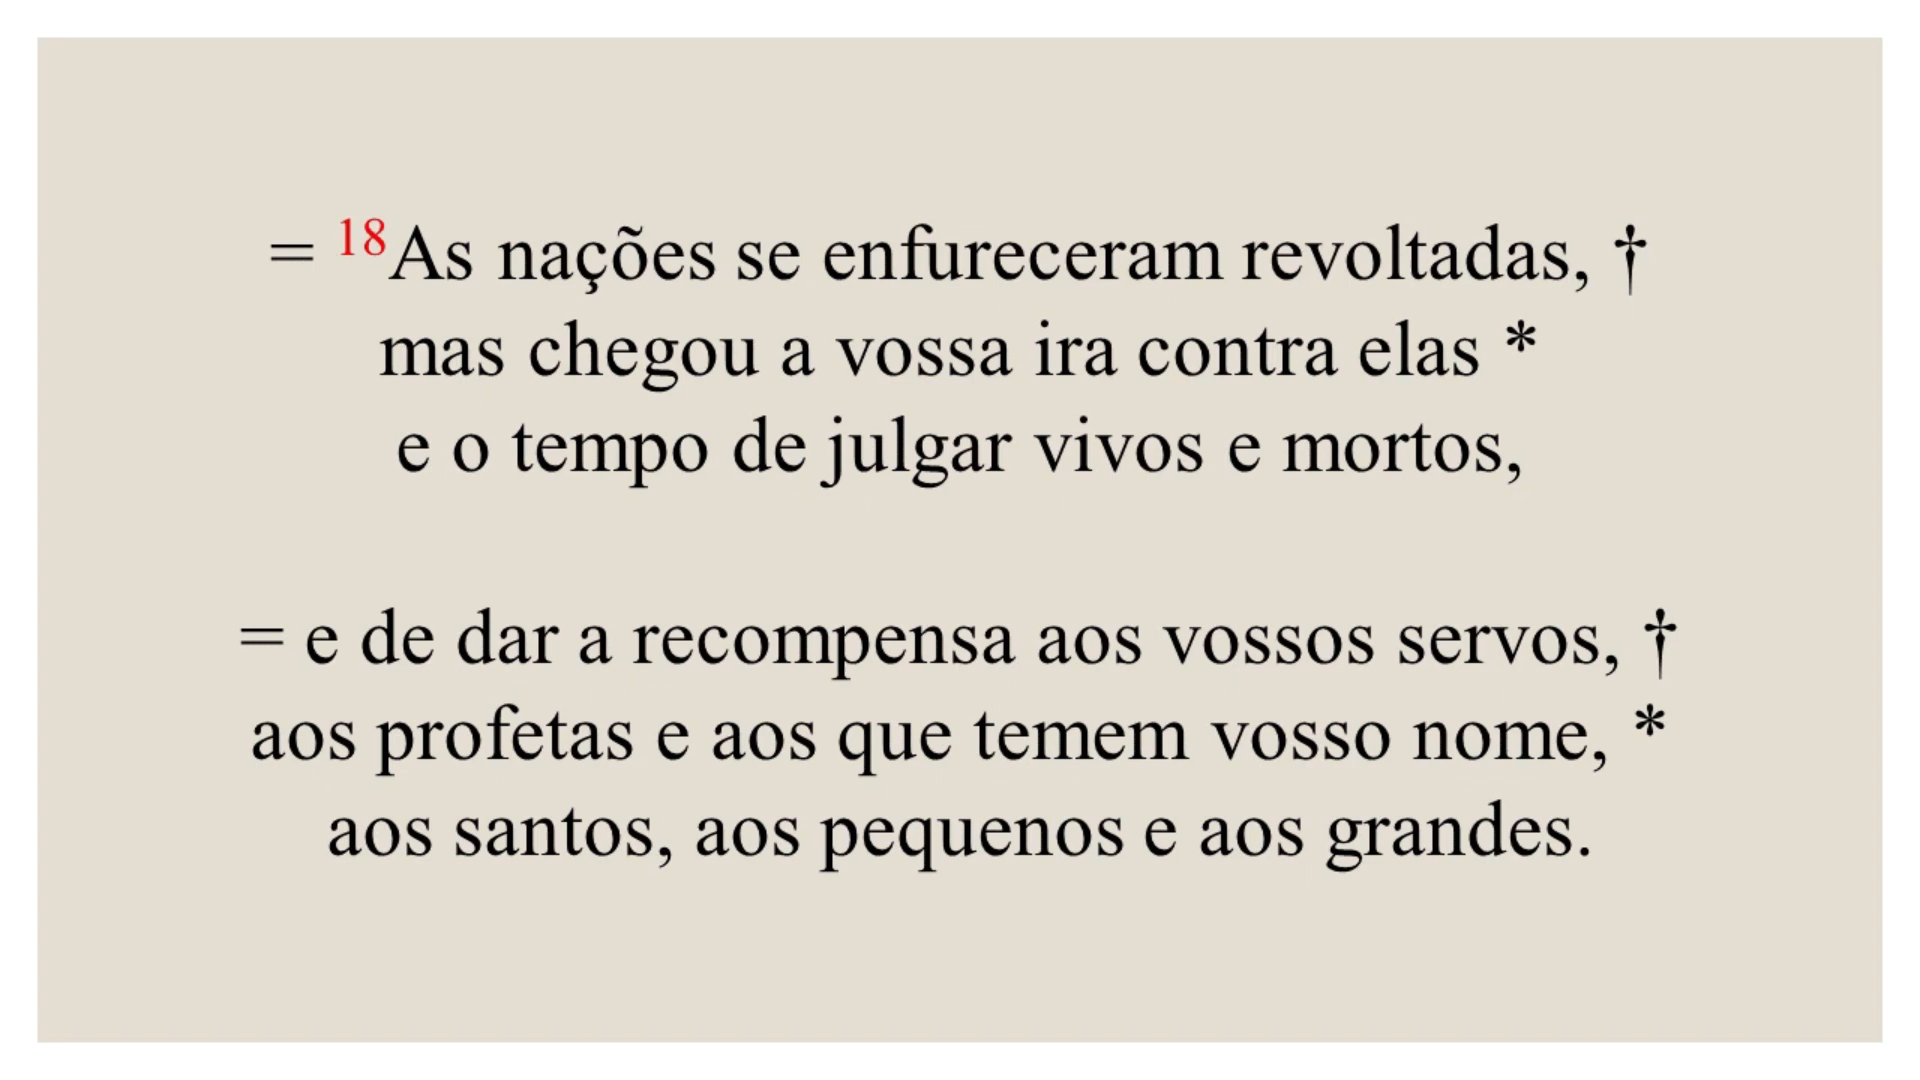 = 18As nações se enfureceram revoltadas, †
mas chegou a vossa ira contra elas *
e o tempo de julgar vivos e mortos,
= e de dar a recompensa aos vossos servos, †
aos profetas e aos que temem vosso nome, *
aos santos, aos pequenos e aos grandes.